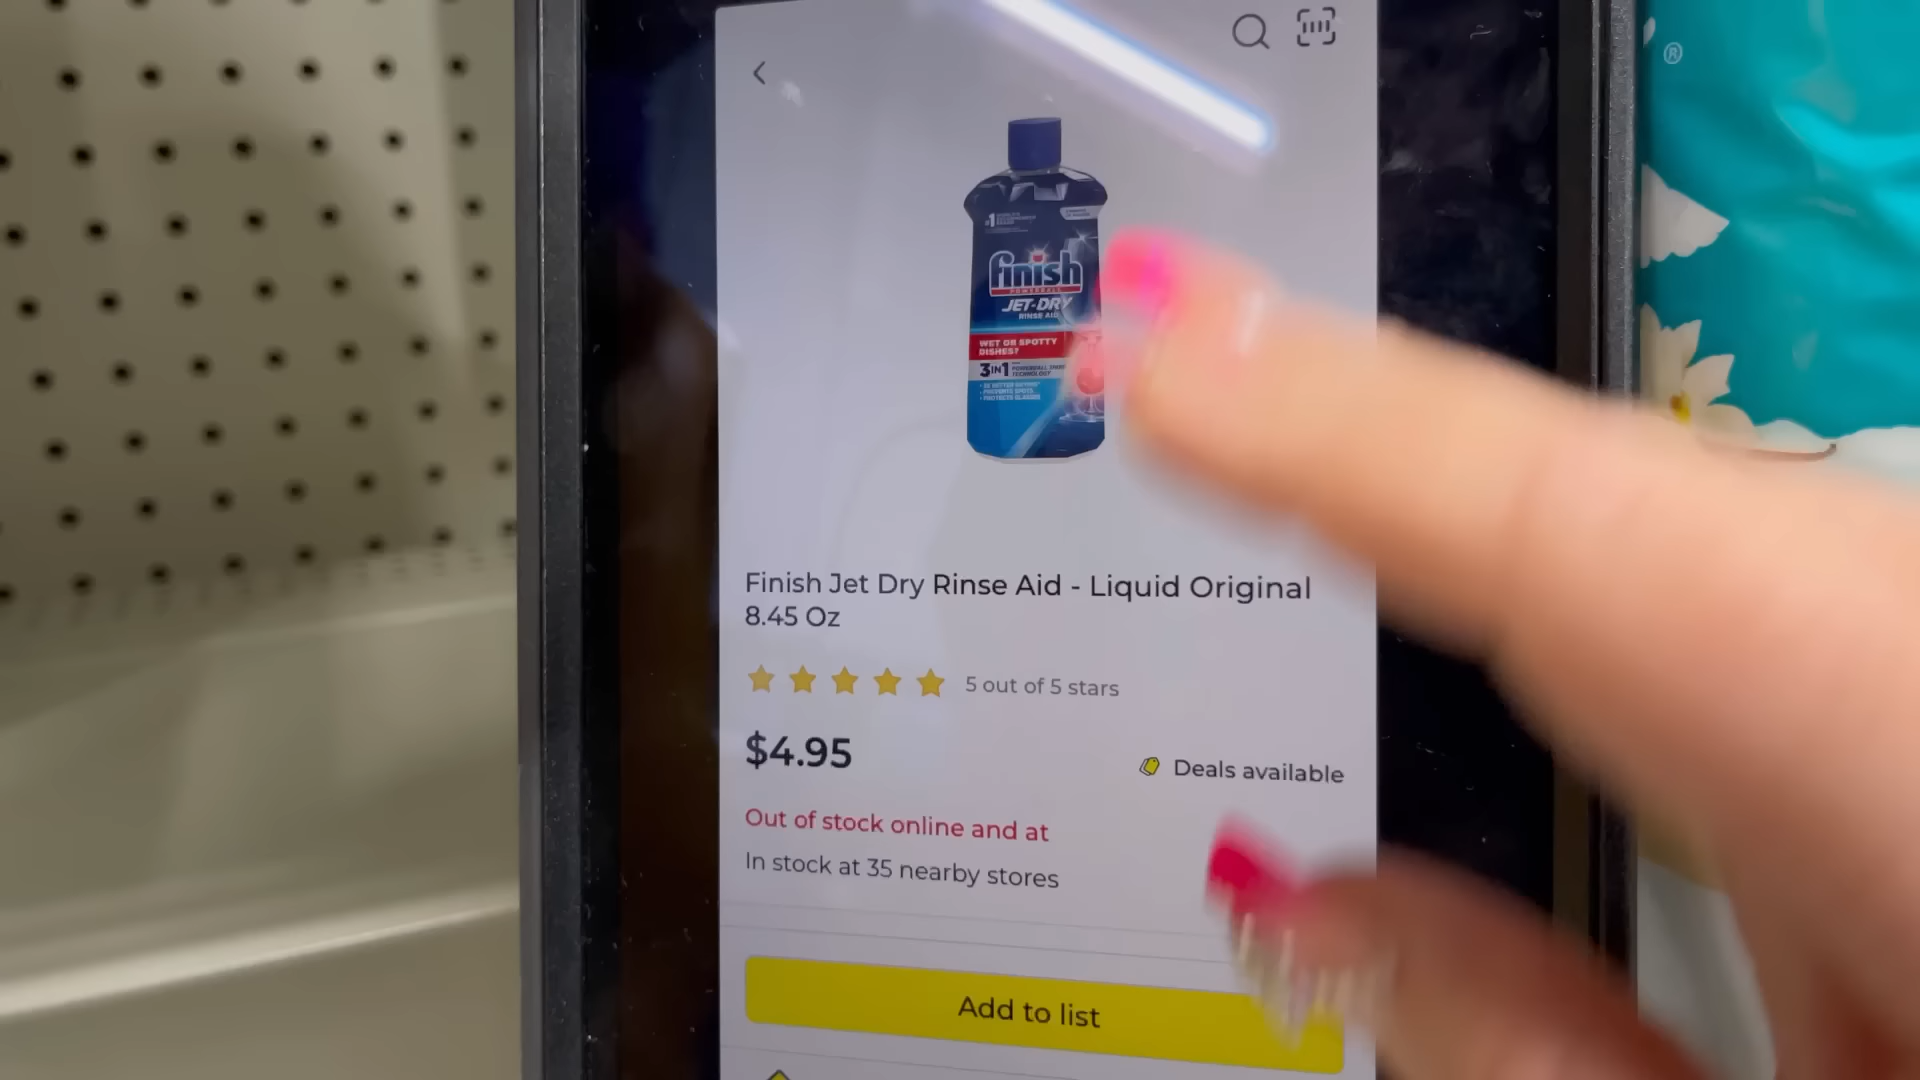 ®
#1
finish
POWERBALL
JET-DRY
RINSE AID
WET OR SPOTTY
DISHES?
3IN1
Finish Jet Dry Rinse Aid - Liquid Original
8.45 Oz
5 out of 5 stars
$4.95
Deals available
Out of stock online and at
In stock at 35 nearby stores
Add to list